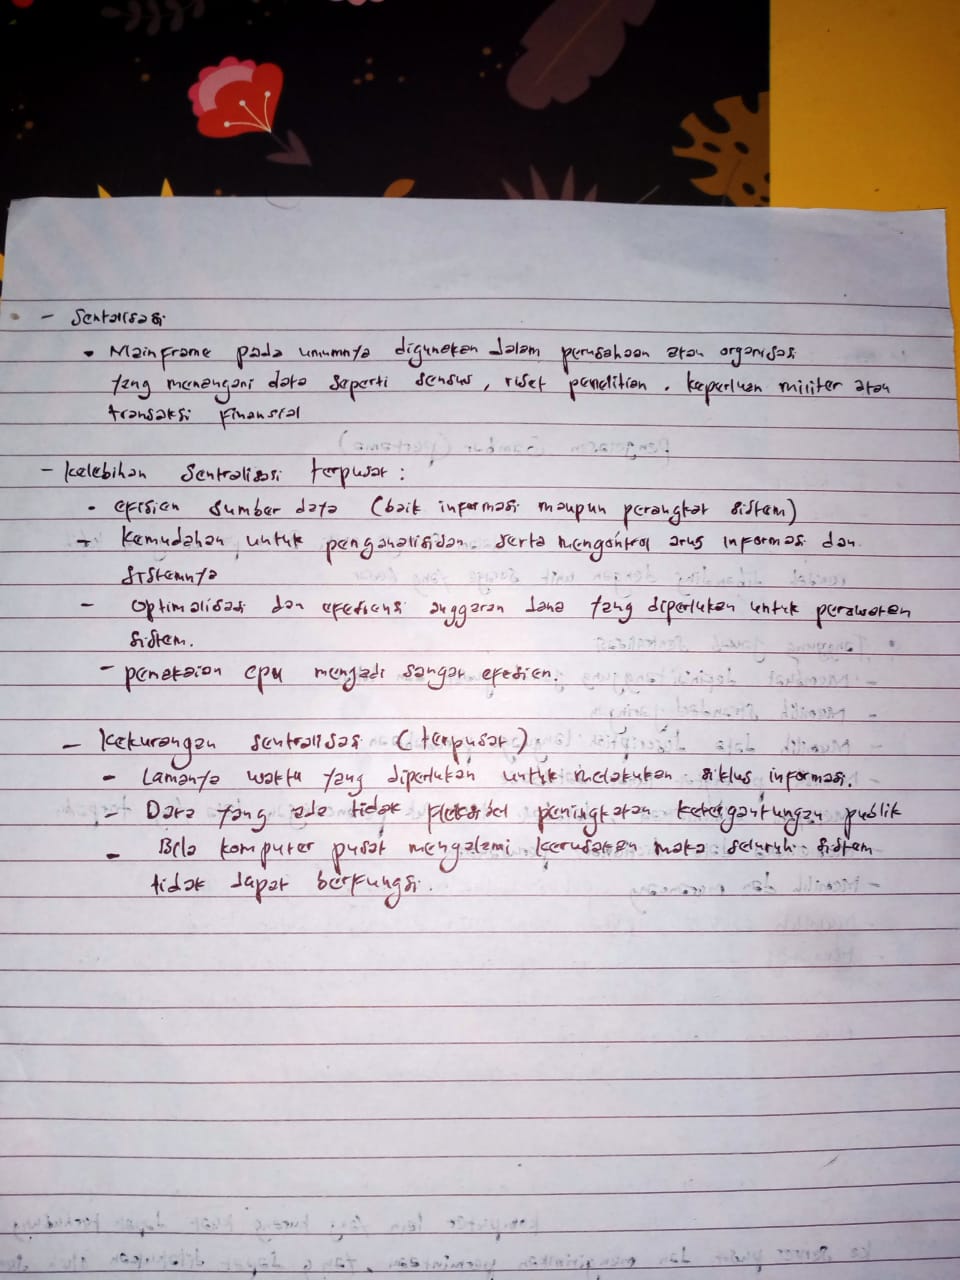 - Sentralisasi
• Mainframe pada umumnya digunakan dalam perusahaan atau organisasi
yang menangani data seperti sensus, riset penelitian. keperluan militer atau
transaksi finansial
- kelebihan Sentralisasi terpusat :
• efisien sumber data (baik informasi maupun perangkat sistem)
- kemudahan untuk penganalisidan serta mengontrol arus informasi dan
sistemnya
- optimalisasi dan efesiensi anggaran dana yang diperlukan untuk perawatan
sistem.
- pemakaian cpu menjadi sangat efesien.
- kekurangan sentralisasi (terpusat)
- Lamanya waktu yang diperlukan untuk melakukan siklus informasi.
- Data yang ada tidak fleksibel peningkatan ketergantungan publik
- Bila komputer pusat mengalami kerusakan maka seluruh sistem
tidak dapat berfungsi.